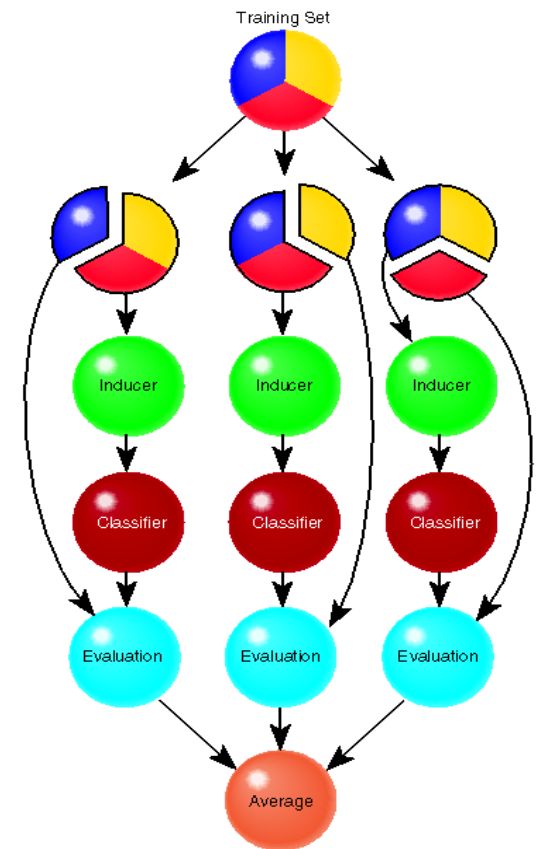 Training Set
Inducer
Inducer
Inducer
Classifier
Classifier
Classifier
Evaluation
Evaluation
Evaluation
Average